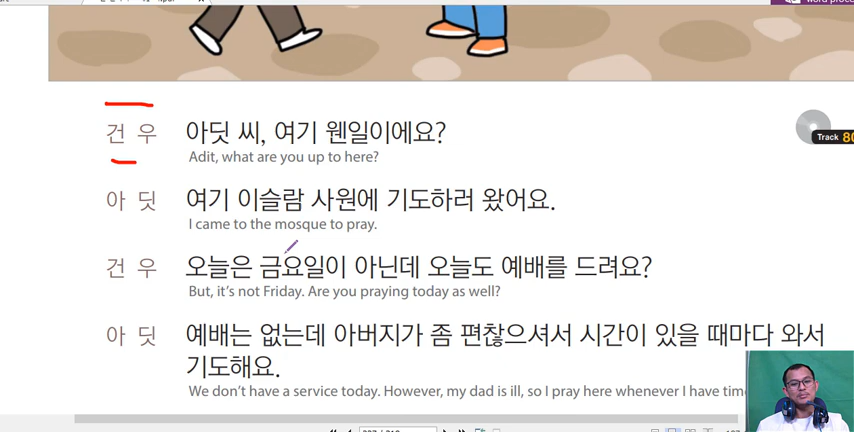 건 우 아딧 씨, 여기 웬일이에요?
Adit, what are you up to here?
Track 80
아 딧 여기 이슬람 사원에 기도하러 왔어요.
I came to the mosque to pray.
건 우 오늘은 금요일이 아닌데 오늘도 예배를 드려요?
But, it's not Friday. Are you praying today as well?
아 딧 예배는 없는데 아버지가 좀 편찮으셔서 시간이 있을 때마다 와서
기도해요.
We don't have a service today. However, my dad is ill, so I pray here whenever I have time